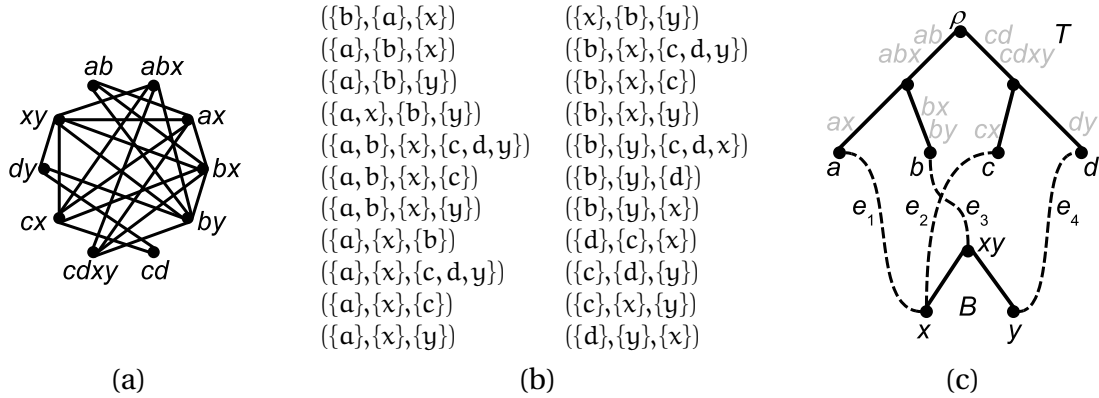 ab abx
xy ax
dy bx
cx by
cdxy cd
(a)
({b},{a},{x}) ({x},{b},{y})
({a},{b},{x}) ({b},{x},{c,d,y})
({a},{b},{y}) ({b},{x},{c})
({a,x},{b},{y}) ({b},{x},{y})
({a,b},{x},{c,d,y}) ({b},{y},{c,d,x})
({a,b},{x},{c}) ({b},{y},{d})
({a,b},{x},{y}) ({b},{y},{x})
({a},{x},{b}) ({d},{c},{x})
({a},{x},{c,d,y}) ({c},{d},{y})
({a},{x},{c}) ({c},{x},{y})
({a},{x},{y}) ({d},{y},{x})
(b)
ρ
ab cd T
abx cdxy
bx
ax by cx dy
a b c d
e1 e2 e3 e4
xy
B
x y
(c)